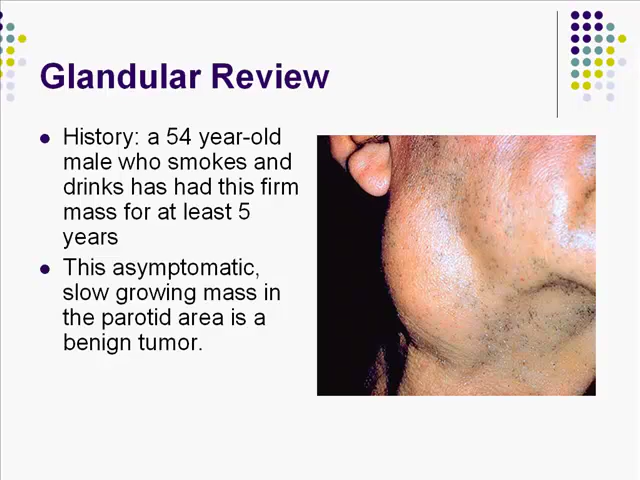 Glandular Review
History: a 54 year-old
male who smokes and
drinks has had this firm
mass for at least 5
years
This asymptomatic,
slow growing mass in
the parotid area is a
benign tumor.